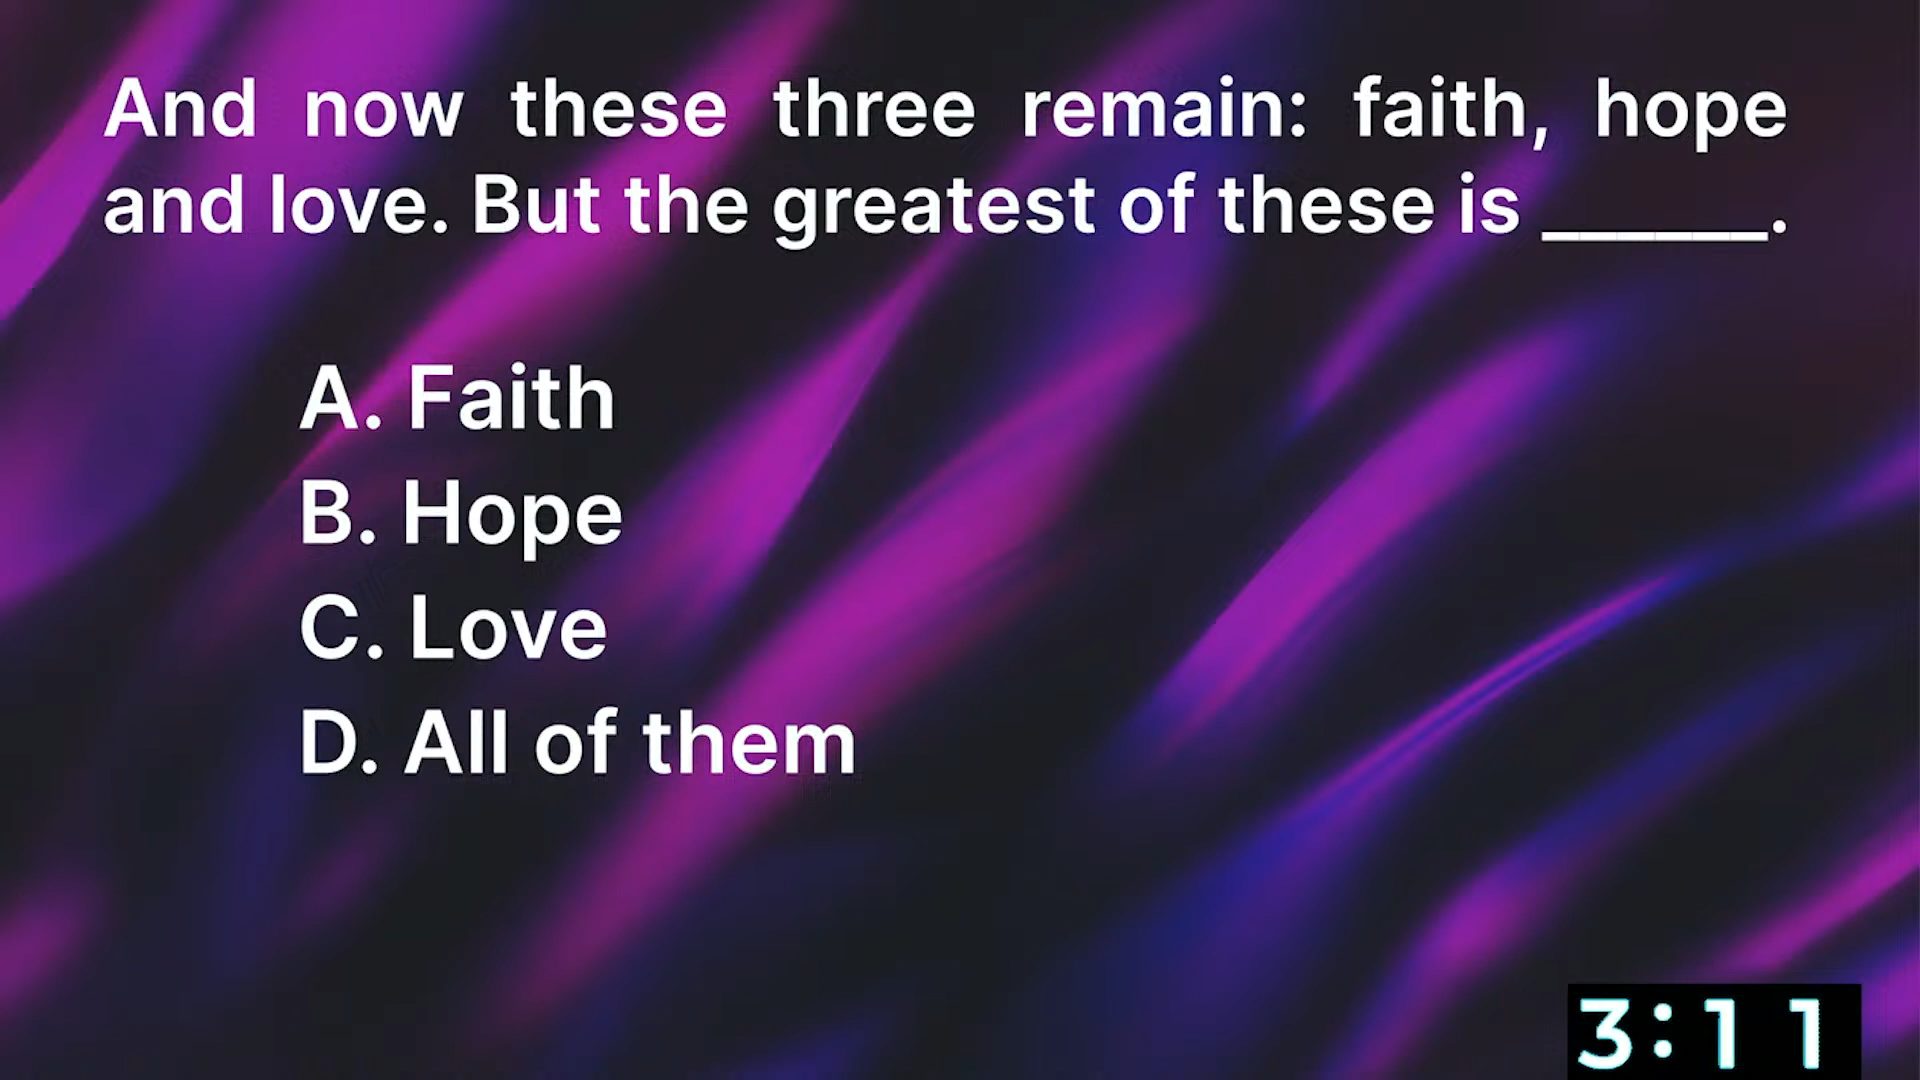 And now these three remain: faith, hope
and love. But the greatest of these is ______.
A. Faith
B. Hope
C. Love
D. All of them
3:11